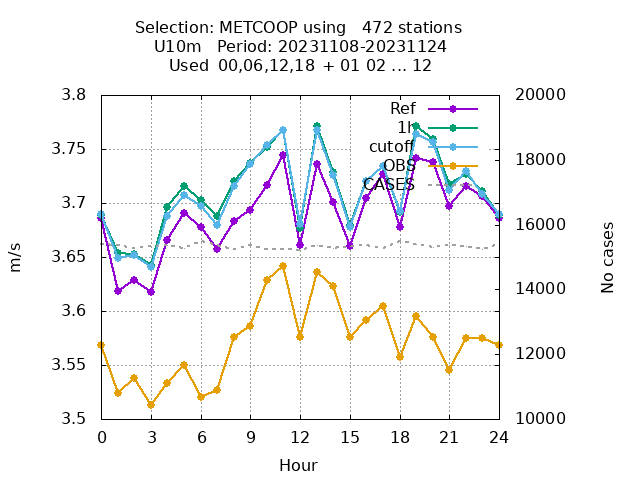 Selection: METCOOP using   472 stations
U10m   Period: 20231108-20231124
Used  00,06,12,18 + 01 02 ... 12
3.8
3.75
3.7
3.65
3.6
3.55
3.5
m/s
Ref
1h
cutoff
OBS
CASES
20000
18000
16000
14000
12000
10000
No cases
0 3 6 9 12 15 18 21 24
Hour